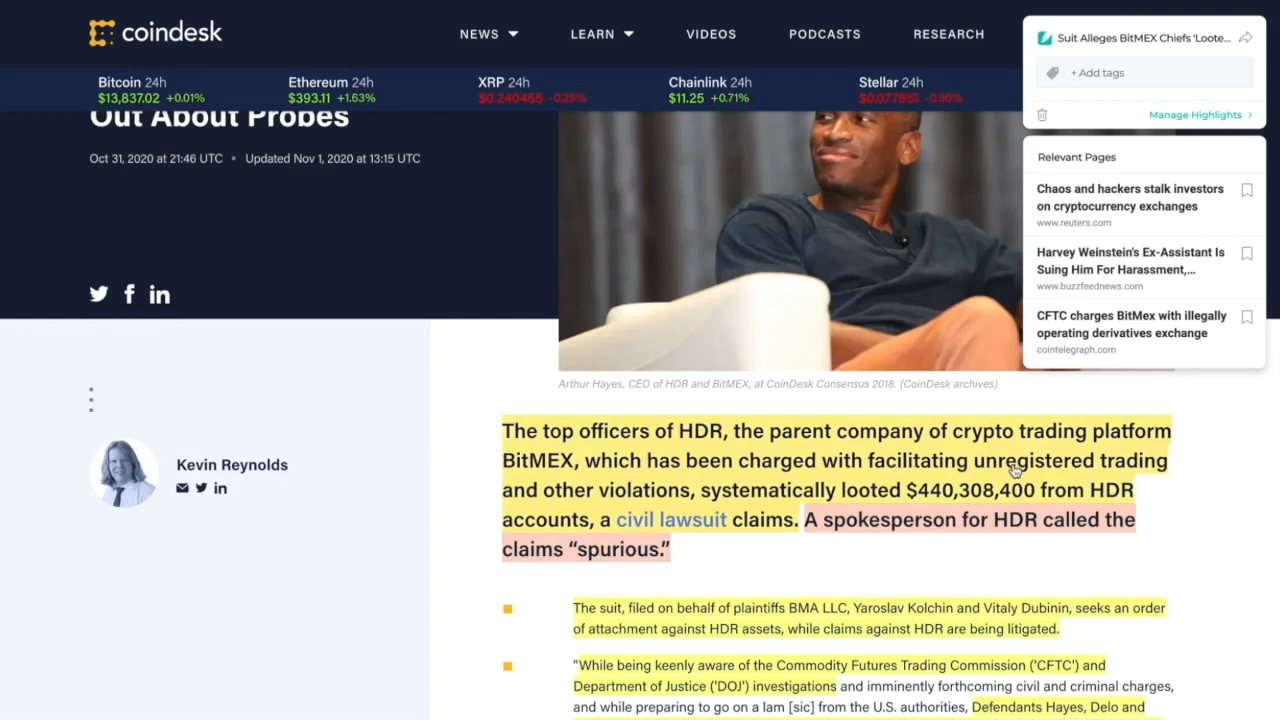 coindesk
NEWS
LEARN
VIDEOS
PODCASTS
RESEARCH
Bitcoin 24h
$13,837.02 +0.01%
Ethereum 24h
$393.11 +1.63%
XRP 24h
$0.240465 -0.28%
Chainlink 24h
$11.25 +0.71%
Stellar 24h
-0.96%
Out About Probes
Oct 31, 2020 at 21:46 UTC • Updated Nov 1, 2020 at 13:15 UTC
Suit Alleges BitMEX Chiefs 'Loote...
+ Add tags
Manage Highlights >
Relevant Pages
Chaos and hackers stalk investors
on cryptocurrency exchanges
www.reuters.com
Harvey Weinstein's Ex-Assistant Is
Suing Him For Harassment,...
www.buzzfeednews.com
CFTC charges BitMex with illegally
operating derivatives exchange
cointelegraph.com
Arthur Hayes, CEO of HDR and BitMEX, at CoinDesk Consensus 2018. (CoinDesk archives)
Kevin Reynolds
The top officers of HDR, the parent company of crypto trading platform
BitMEX, which has been charged with facilitating unregistered trading
and other violations, systematically looted $440,308,400 from HDR
accounts, a civil lawsuit claims. A spokesperson for HDR called the
claims “spurious.”
The suit, filed on behalf of plaintiffs BMA LLC, Yaroslav Kolchin and Vitaly Dubinin, seeks an order
of attachment against HDR assets, while claims against HDR are being litigated.
"While being keenly aware of the Commodity Futures Trading Commission ('CFTC') and
Department of Justice ('DOJ') investigations and imminently forthcoming civil and criminal charges,
and while preparing to go on a lam [sic] from the U.S. authorities, Defendants Hayes, Delo and